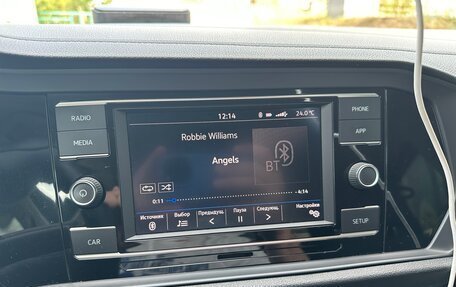 12:14 24.0°C
RADIO
MEDIA
CAR
Robbie Williams
Angels
BT
0:11 -4:14
Источник Выбор Предыдущ Пауза Следующ Настройки
PHONE
APP
SETUP